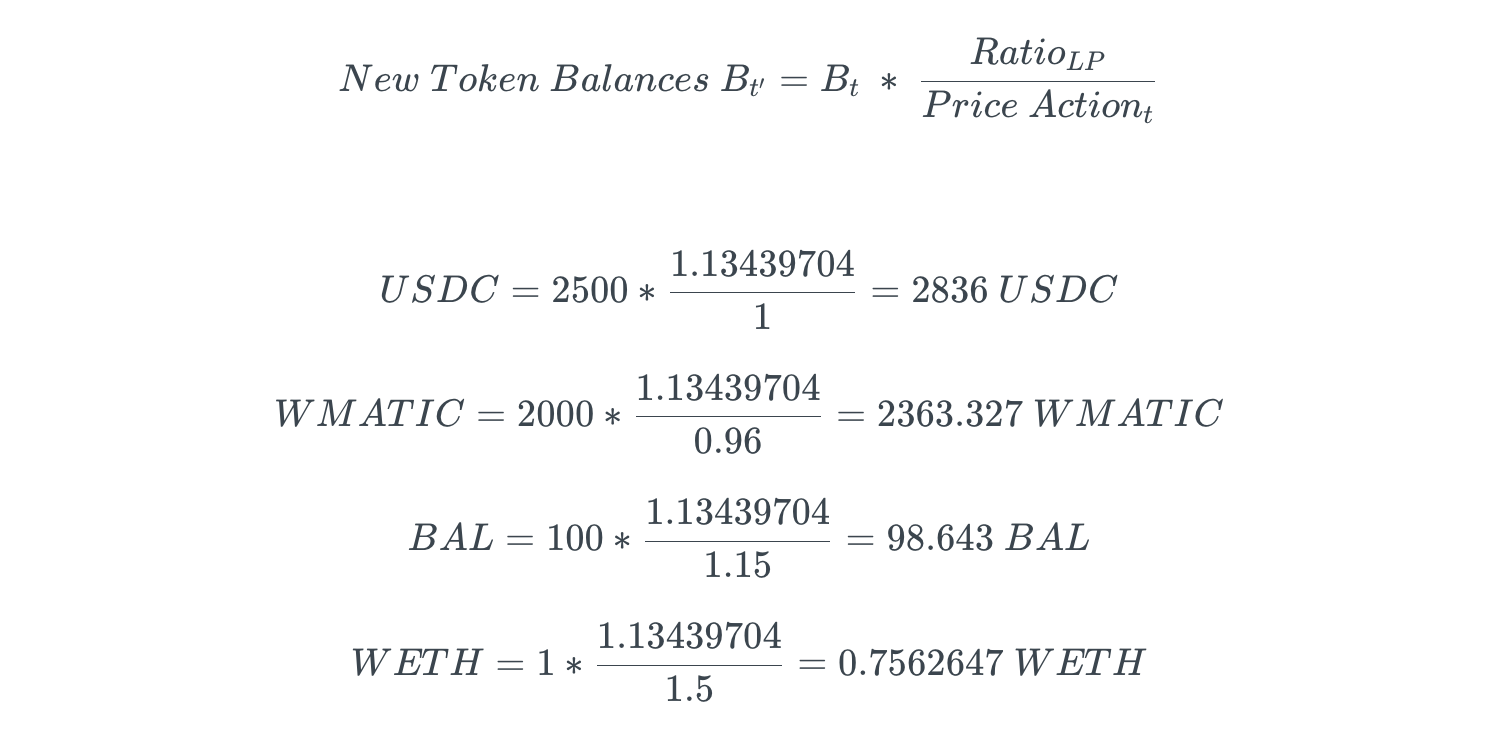 New Token Balances B_{t'} = B_t * \frac{Ratio_{LP}}{Price Action_t}
USDC = 2500 * \frac{1.13439704}{1} = 2836 USDC
WMATIC = 2000 * \frac{1.13439704}{0.96} = 2363.327 WMATIC
BAL = 100 * \frac{1.13439704}{1.15} = 98.643 BAL
WETH = 1 * \frac{1.13439704}{1.5} = 0.7562647 WETH